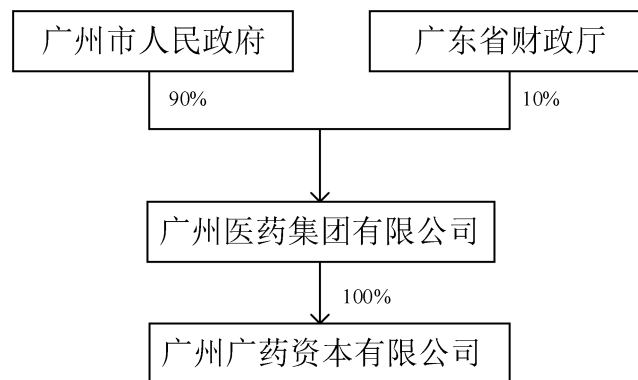 广州市人民政府
广东省财政厅
90%
10%
广州医药集团有限公司
100%
广州广药资本有限公司